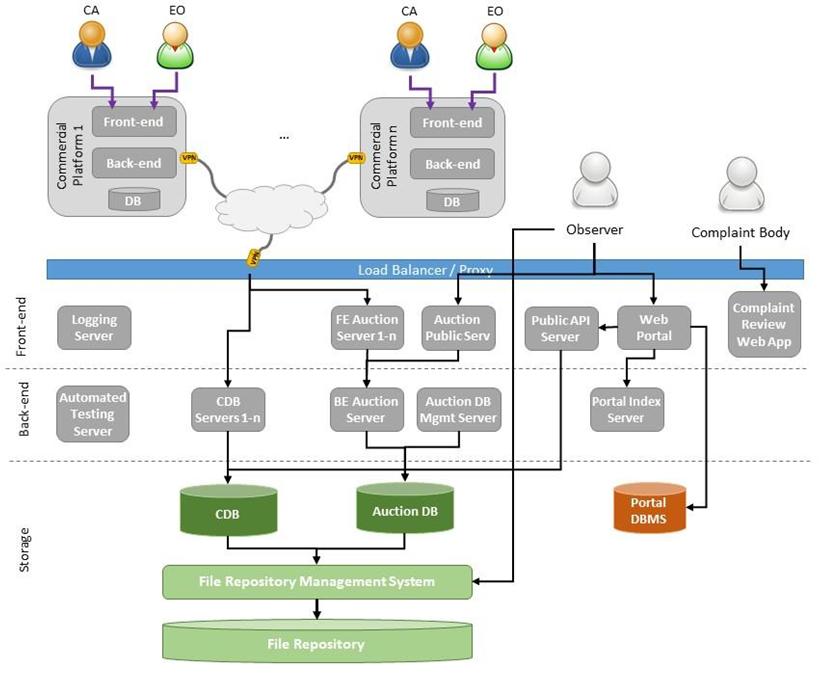 CA
EO
CA
EO
Commercial
Platform 1
Front-end
Back-end
DB
VPN
...
VPN
Commercial
Platform n
Front-end
Back-end
DB
Observer
Complaint Body
VPN
Load Balancer / Proxy
Front-end
Logging
Server
FE Auction
Server 1-n
Auction
Public Serv
Public API
Server
Web
Portal
Complaint
Review
Web App
Back-end
Automated
Testing
Server
CDB
Servers 1-n
BE Auction
Server
Auction DB
Mgmt Server
Portal Index
Server
Storage
CDB
Auction DB
Portal
DBMS
File Repository Management System
File Repository